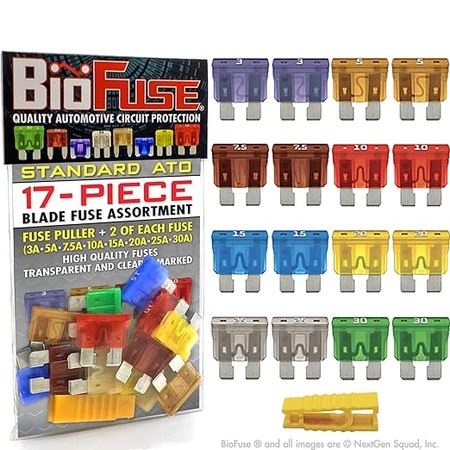 BIOFUSE®
QUALITY AUTOMOTIVE CIRCUIT PROTECTION
STANDARD ATO
17-PIECE
BLADE FUSE ASSORTMENT
FUSE PULLER + 2 OF EACH FUSE
(3A•5A•7.5A•10A•15A•20A•25A•30A)
HIGH QUALITY FUSES
TRANSPARENT AND CLEARLY MARKED
3 3 5 5
7.5 7.5 10 10
15 15 20 20
25 25 30 30
BioFuse ® and all images are © NextGen Squad, Inc.